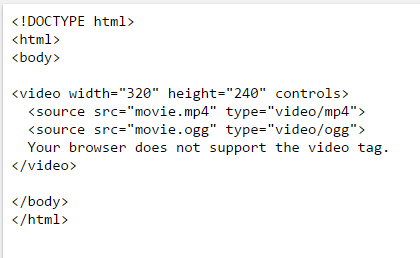 <!DOCTYPE html>
<html>
<body>

<video width="320" height="240" controls>
  <source src="movie.mp4" type="video/mp4">
  <source src="movie.ogg" type="video/ogg">
  Your browser does not support the video tag.
</video>

</body>
</html>